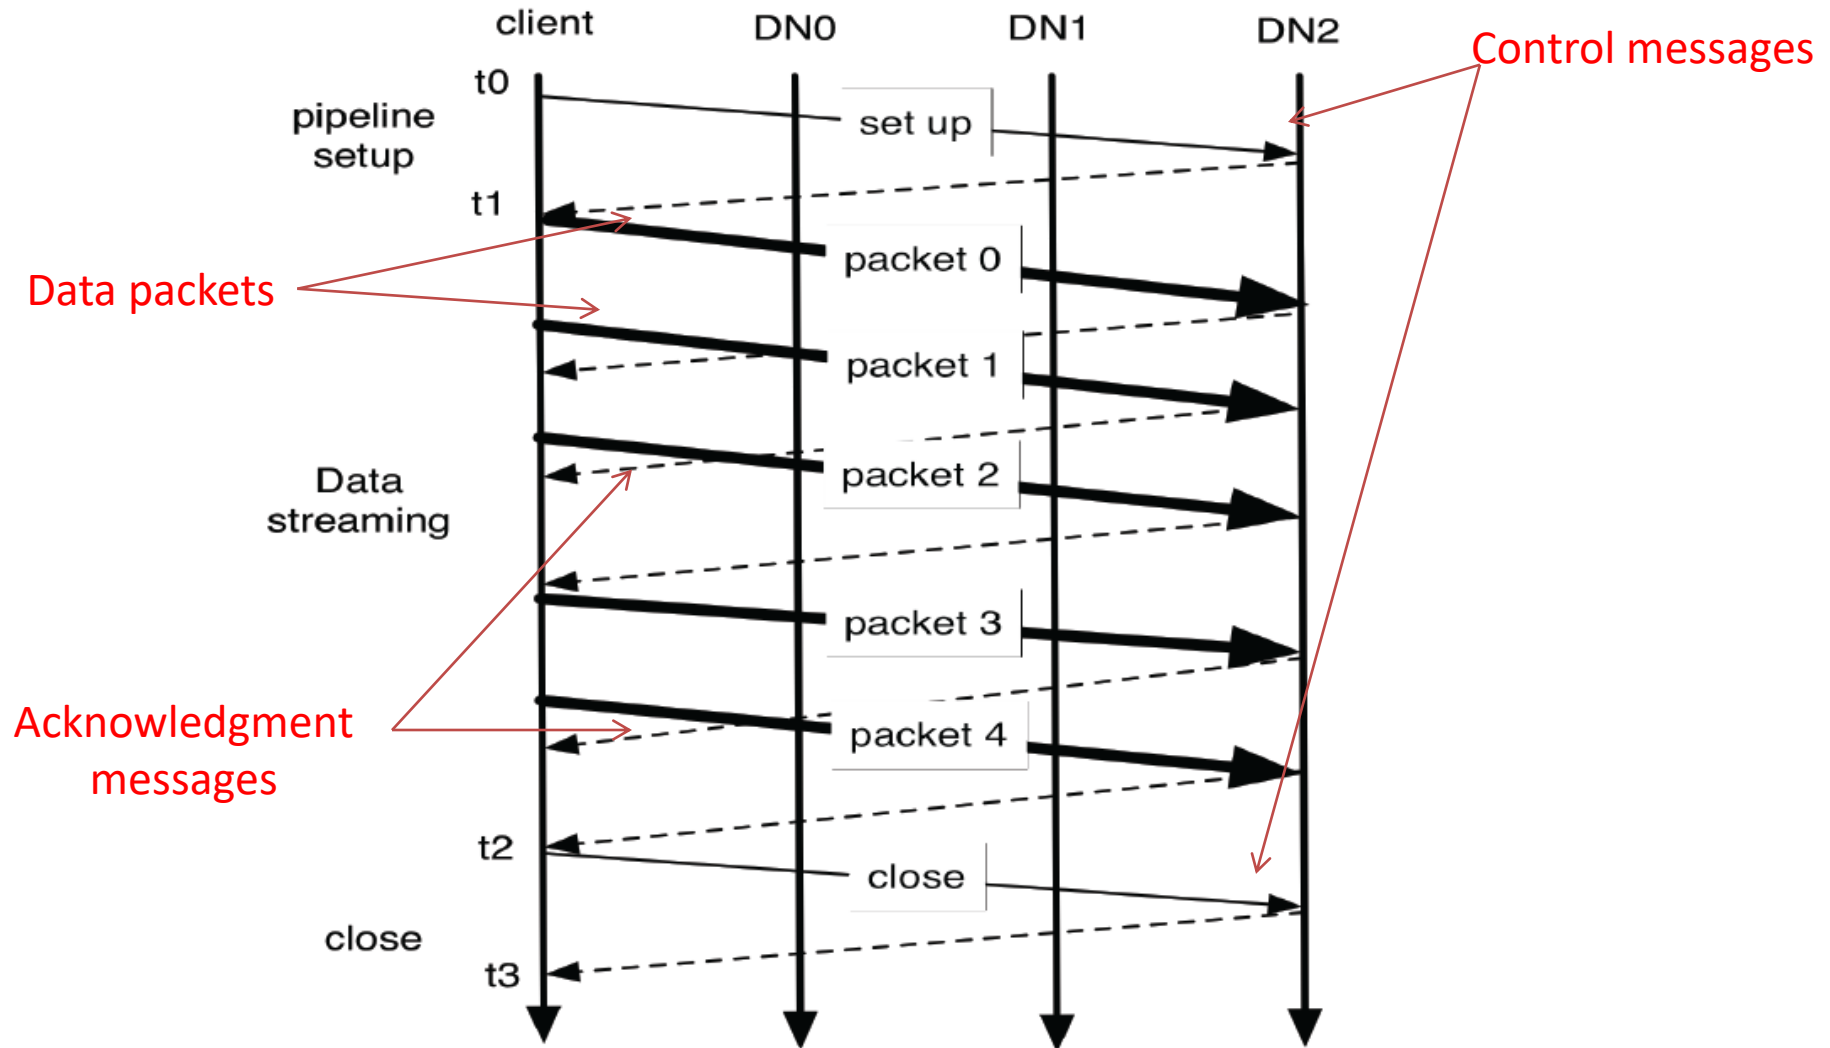 client
DN0
DN1
DN2
Control messages
t0
pipeline
setup
set up
t1
packet 0
Data packets
packet 1
Data
streaming
packet 2
packet 3
Acknowledgment
messages
packet 4
t2
close
close
t3